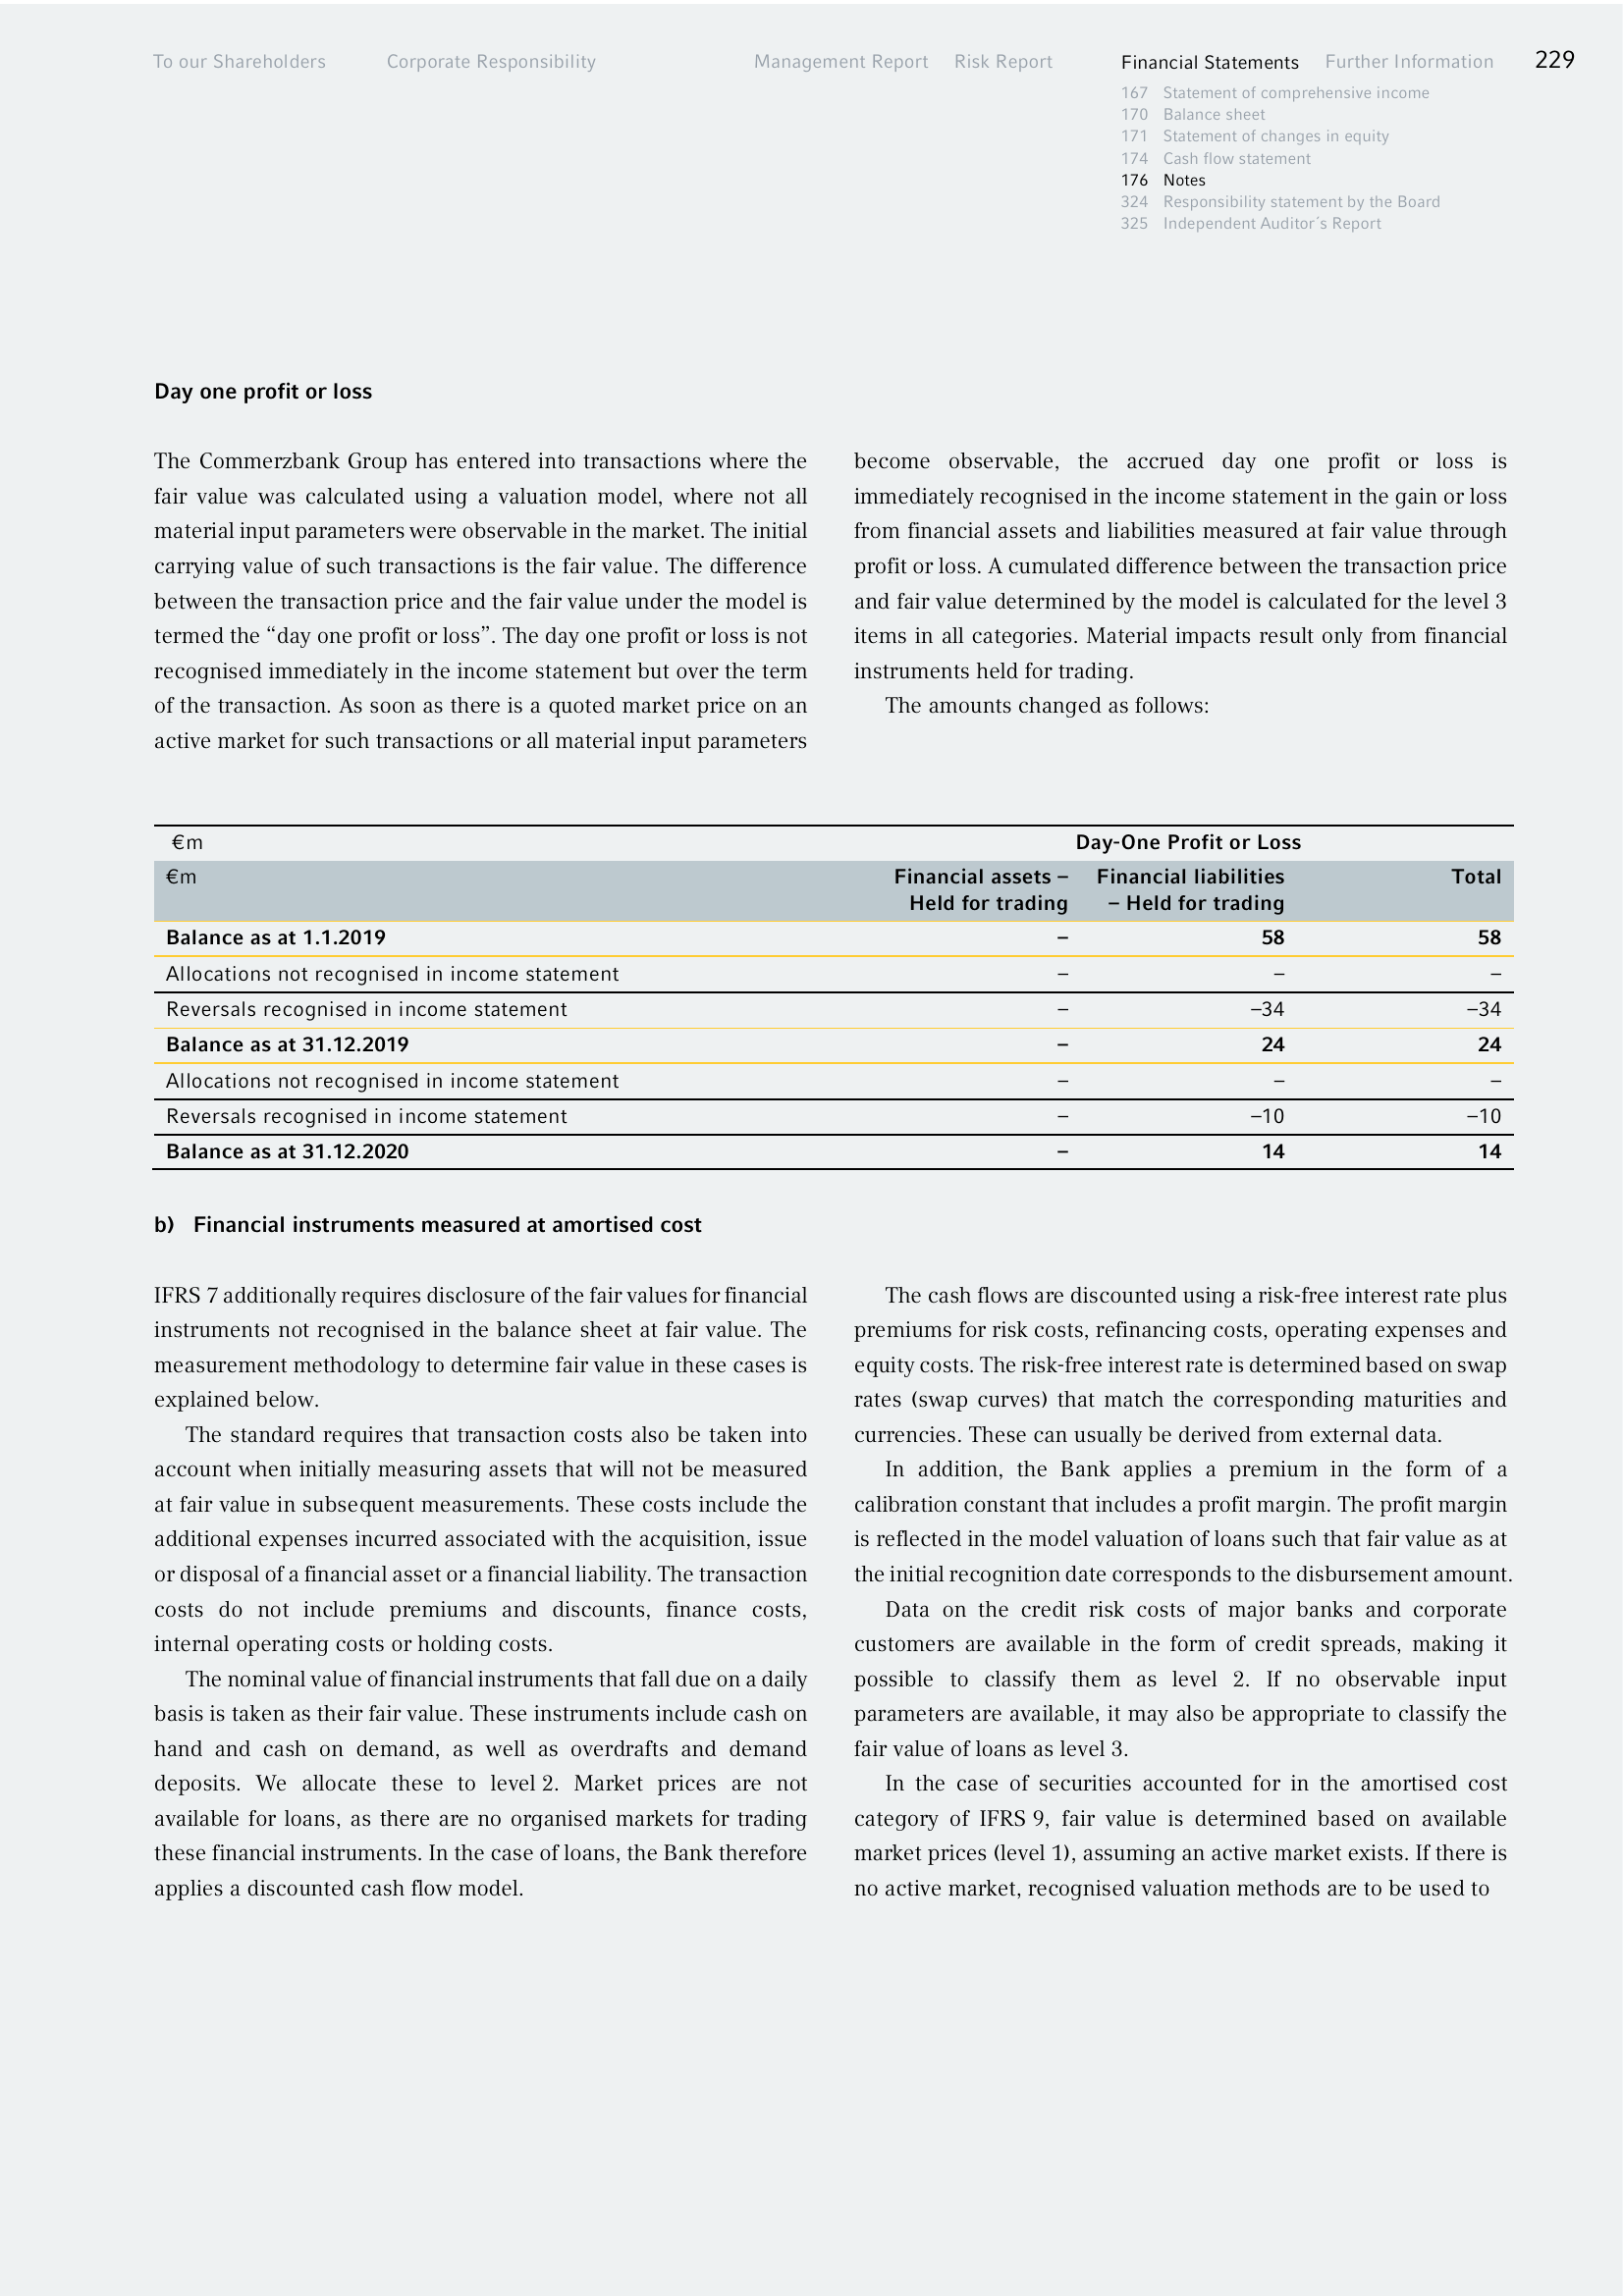 To our Shareholders Corporate Responsibility Management Report Risk Report Financial Statements Further Information 229
167 Statement of comprehensive income
170 Balance sheet
171 Statement of changes in equity
174 Cash flow statement
176 Notes
324 Responsibility statement by the Board
325 Independent Auditor´s Report
Day one profit or loss
The Commerzbank Group has entered into transactions where the
fair value was calculated using a valuation model, where not all
material input parameters were observable in the market. The initial
carrying value of such transactions is the fair value. The difference
between the transaction price and the fair value under the model is
termed the “day one profit or loss”. The day one profit or loss is not
recognised immediately in the income statement but over the term
of the transaction. As soon as there is a quoted market price on an
active market for such transactions or all material input parameters
become observable, the accrued day one profit or loss is
immediately recognised in the income statement in the gain or loss
from financial assets and liabilities measured at fair value through
profit or loss. A cumulated difference between the transaction price
and fair value determined by the model is calculated for the level 3
items in all categories. Material impacts result only from financial
instruments held for trading.
The amounts changed as follows:
€m Day-One Profit or Loss
€m Financial assets – Financial liabilities Total
Held for trading – Held for trading
Balance as at 1.1.2019 – 58 58
Allocations not recognised in income statement – – –
Reversals recognised in income statement – –34 –34
Balance as at 31.12.2019 – 24 24
Allocations not recognised in income statement – – –
Reversals recognised in income statement – –10 –10
Balance as at 31.12.2020 – 14 14
b) Financial instruments measured at amortised cost
IFRS 7 additionally requires disclosure of the fair values for financial
instruments not recognised in the balance sheet at fair value. The
measurement methodology to determine fair value in these cases is
explained below.
The standard requires that transaction costs also be taken into
account when initially measuring assets that will not be measured
at fair value in subsequent measurements. These costs include the
additional expenses incurred associated with the acquisition, issue
or disposal of a financial asset or a financial liability. The transaction
costs do not include premiums and discounts, finance costs,
internal operating costs or holding costs.
The nominal value of financial instruments that fall due on a daily
basis is taken as their fair value. These instruments include cash on
hand and cash on demand, as well as overdrafts and demand
deposits. We allocate these to level 2. Market prices are not
available for loans, as there are no organised markets for trading
these financial instruments. In the case of loans, the Bank therefore
applies a discounted cash flow model.
The cash flows are discounted using a risk-free interest rate plus
premiums for risk costs, refinancing costs, operating expenses and
equity costs. The risk-free interest rate is determined based on swap
rates (swap curves) that match the corresponding maturities and
currencies. These can usually be derived from external data.
In addition, the Bank applies a premium in the form of a
calibration constant that includes a profit margin. The profit margin
is reflected in the model valuation of loans such that fair value as at
the initial recognition date corresponds to the disbursement amount.
Data on the credit risk costs of major banks and corporate
customers are available in the form of credit spreads, making it
possible to classify them as level 2. If no observable input
parameters are available, it may also be appropriate to classify the
fair value of loans as level 3.
In the case of securities accounted for in the amortised cost
category of IFRS 9, fair value is determined based on available
market prices (level 1), assuming an active market exists. If there is
no active market, recognised valuation methods are to be used to